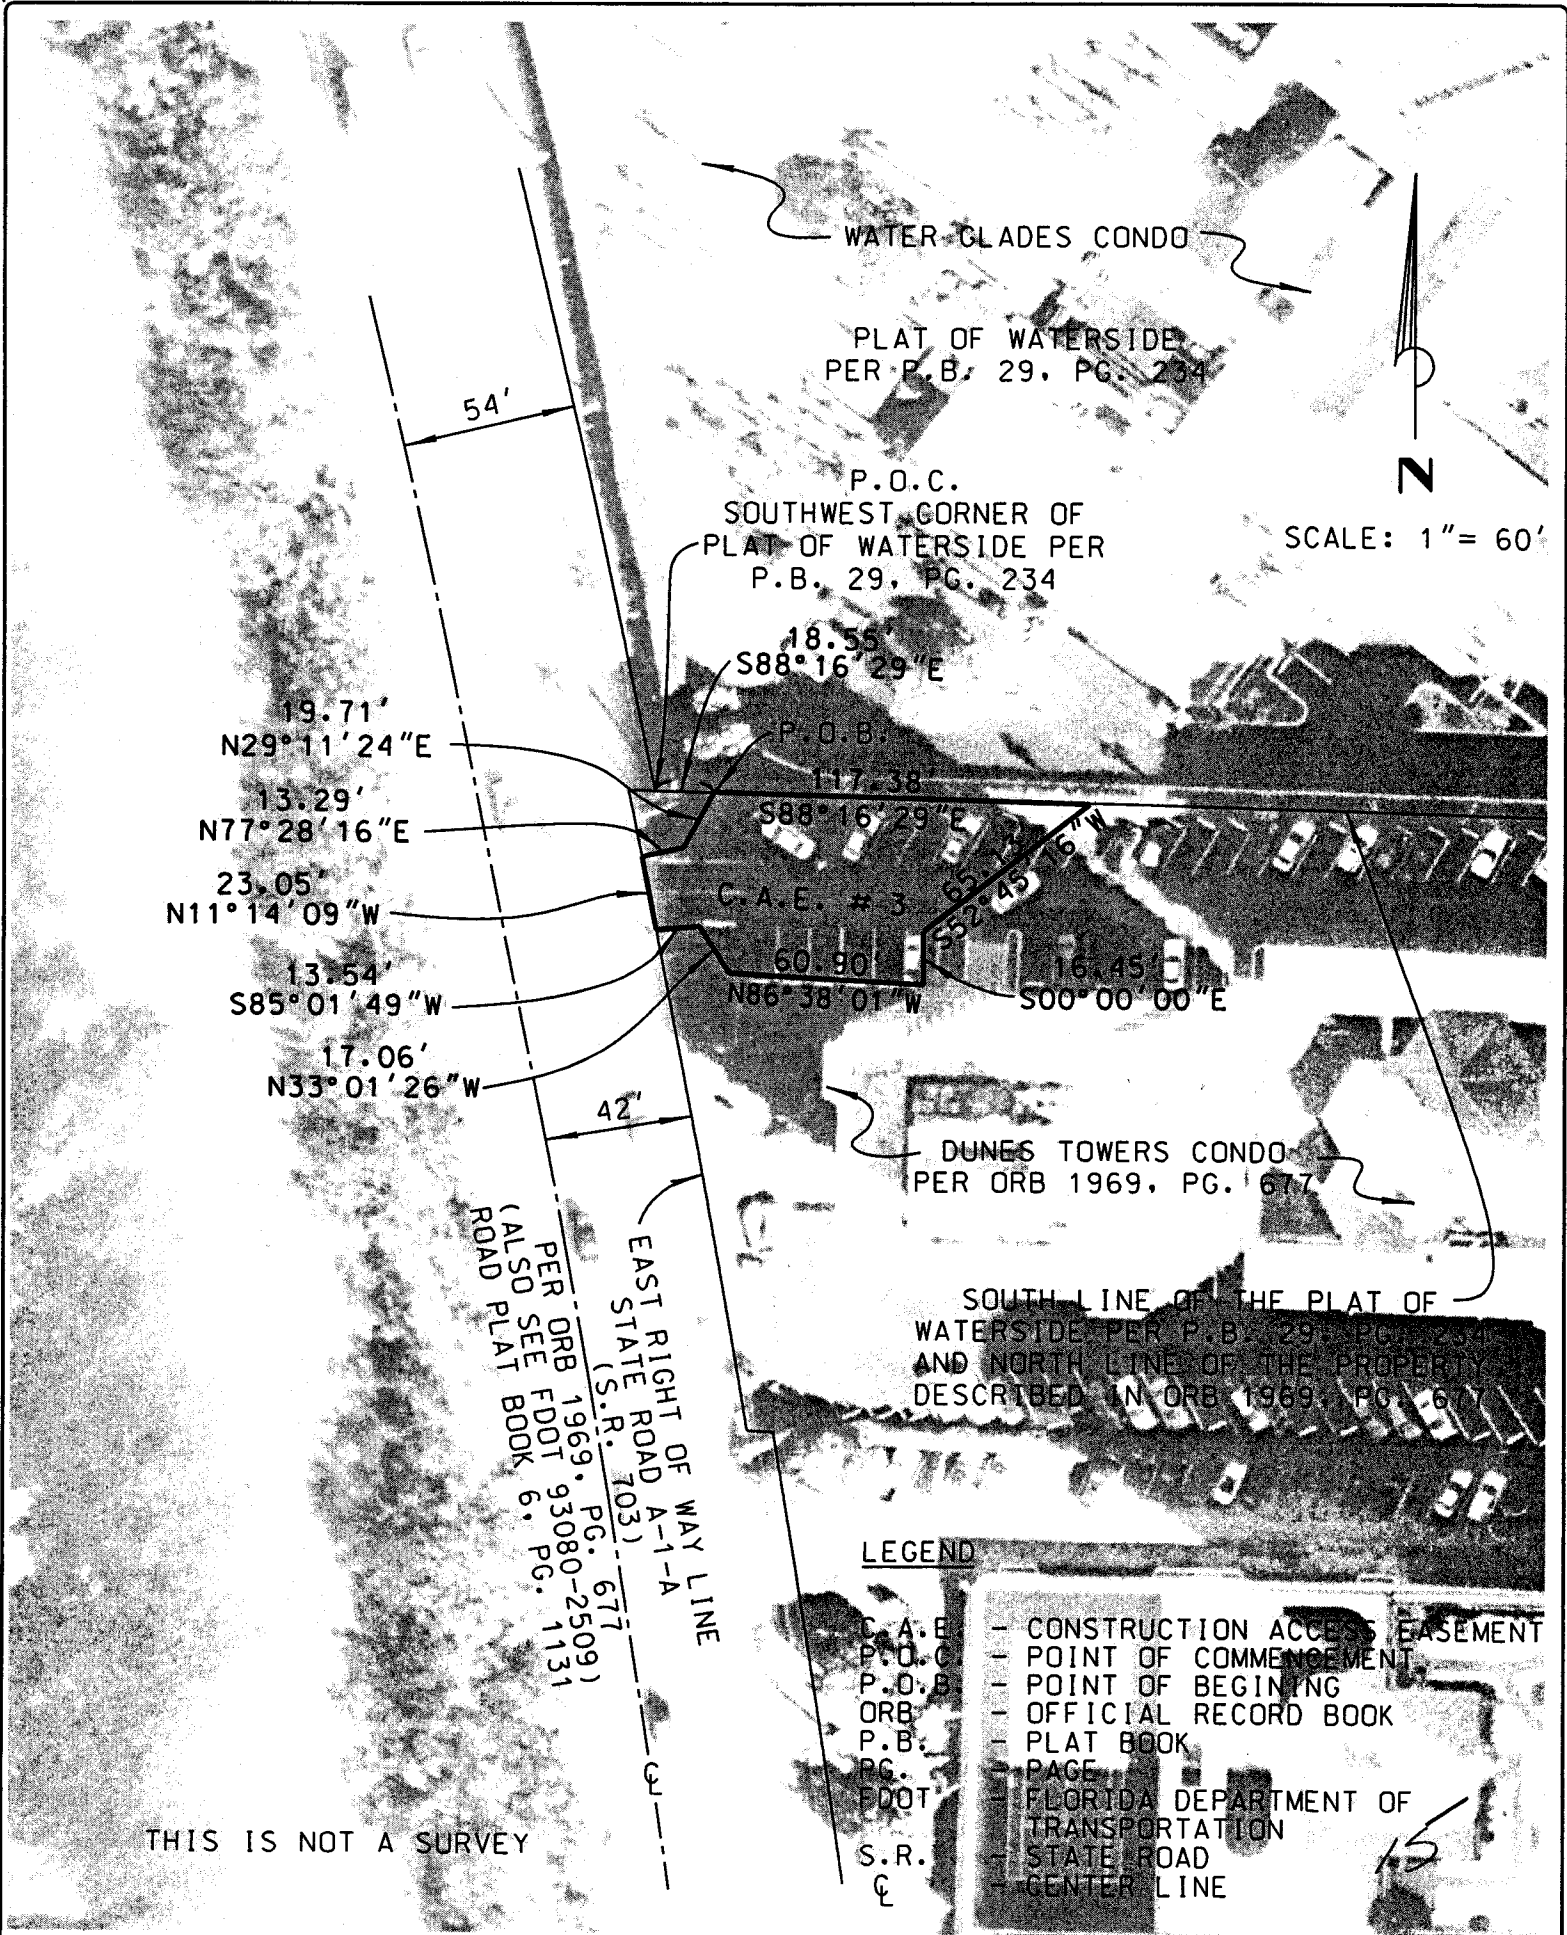 WATER GLADES CONDO
PLAT OF WATERSIDE
PER P.B. 29, PG. 234
54'
N
SCALE: 1"= 60'
P.O.C.
SOUTHWEST CORNER OF
PLAT OF WATERSIDE PER
P.B. 29, PG. 234
18.55'
S88°16'29"E
19.71'
N29°11'24"E
P.O.B.
117.38'
S88°16'29"E
13.29'
N77°28'16"E
S52°45'16"W
23.05'
N11°14'09"W
C.A.E. # 3
13.54'
S85°01'49"W
60.90'
N86°38'01"W
16.45'
S00°00'00"E
17.06'
N33°01'26"W
42'
DUNES TOWERS CONDO
PER ORB 1969, PG. 677
EAST RIGHT OF WAY LINE
STATE ROAD A-1-A
(S.R. 703)
PER ORB 1969, PG. 677
(ALSO SEE FDOT 93080-2509)
ROAD PLAT BOOK 6, PG. 1131
SOUTH LINE OF THE PLAT OF
WATERSIDE PER P.B. 29, PG. 234
AND NORTH LINE OF THE PROPERTY
DESCRIBED IN ORB 1969, PG. 677
LEGEND
C.A.E. - CONSTRUCTION ACCESS EASEMENT
P.O.C. - POINT OF COMMENCEMENT
P.O.B. - POINT OF BEGINING
ORB - OFFICIAL RECORD BOOK
P.B. - PLAT BOOK
PG. - PAGE
FDOT - FLORIDA DEPARTMENT OF
TRANSPORTATION
S.R. - STATE ROAD
℄ - CENTER LINE
℄
THIS IS NOT A SURVEY
15